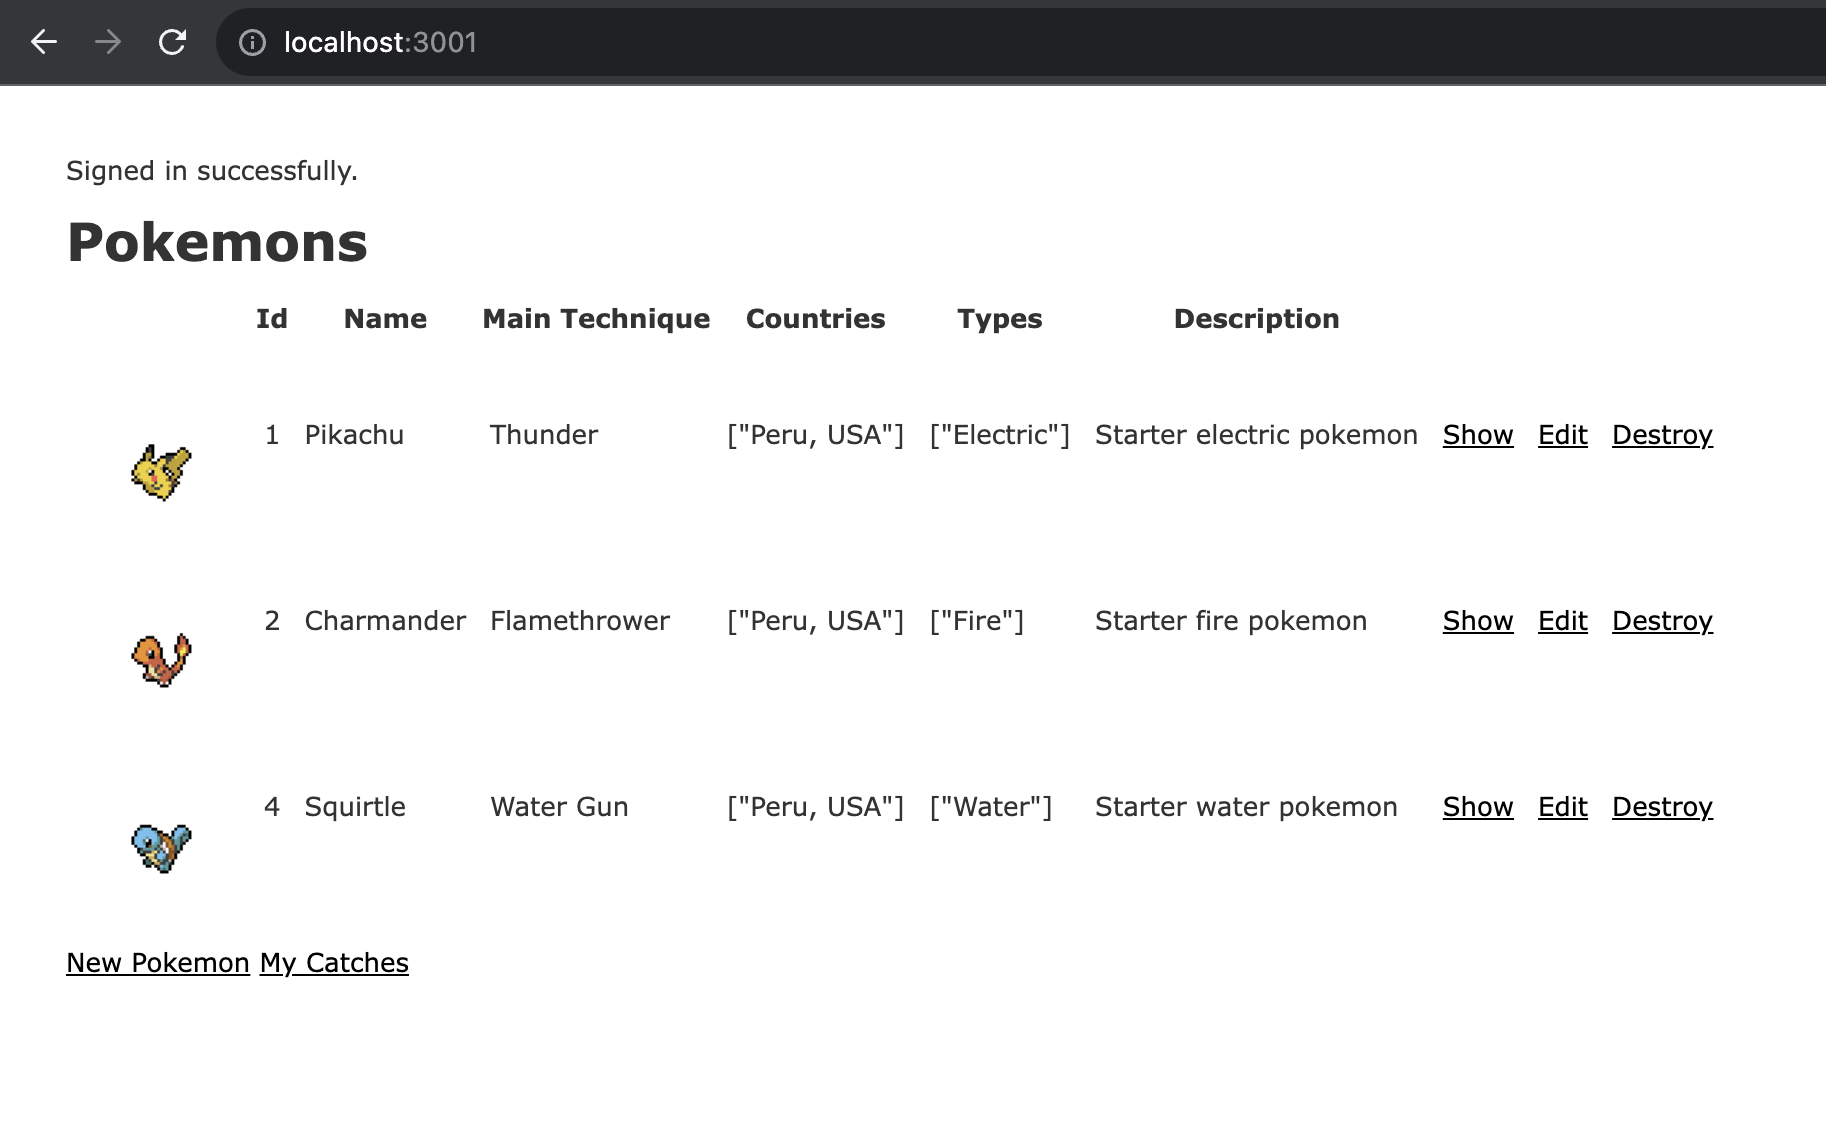 localhost:3001
Signed in successfully.
Pokemons
Id Name Main Technique Countries Types Description
1 Pikachu Thunder ["Peru, USA"] ["Electric"] Starter electric pokemon Show Edit Destroy
2 Charmander Flamethrower ["Peru, USA"] ["Fire"] Starter fire pokemon Show Edit Destroy
4 Squirtle Water Gun ["Peru, USA"] ["Water"] Starter water pokemon Show Edit Destroy
New Pokemon My Catches